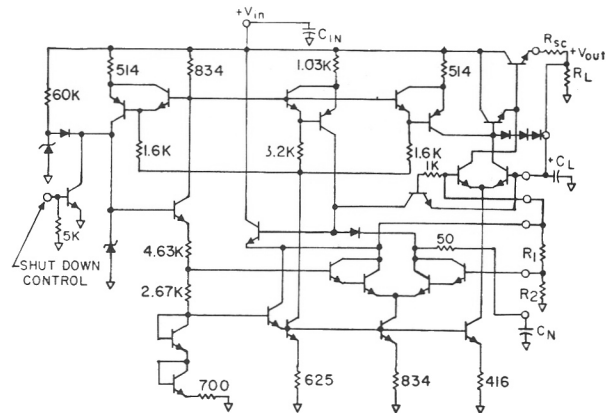 +Vin
CIN
RSC
+Vout
RL
514
834
1.03K
514
60K
1.6K
3.2K
1.6K
1K
+CL
5K
SHUT DOWN
CONTROL
4.63K
50
R1
2.67K
R2
CN
700
625
834
416